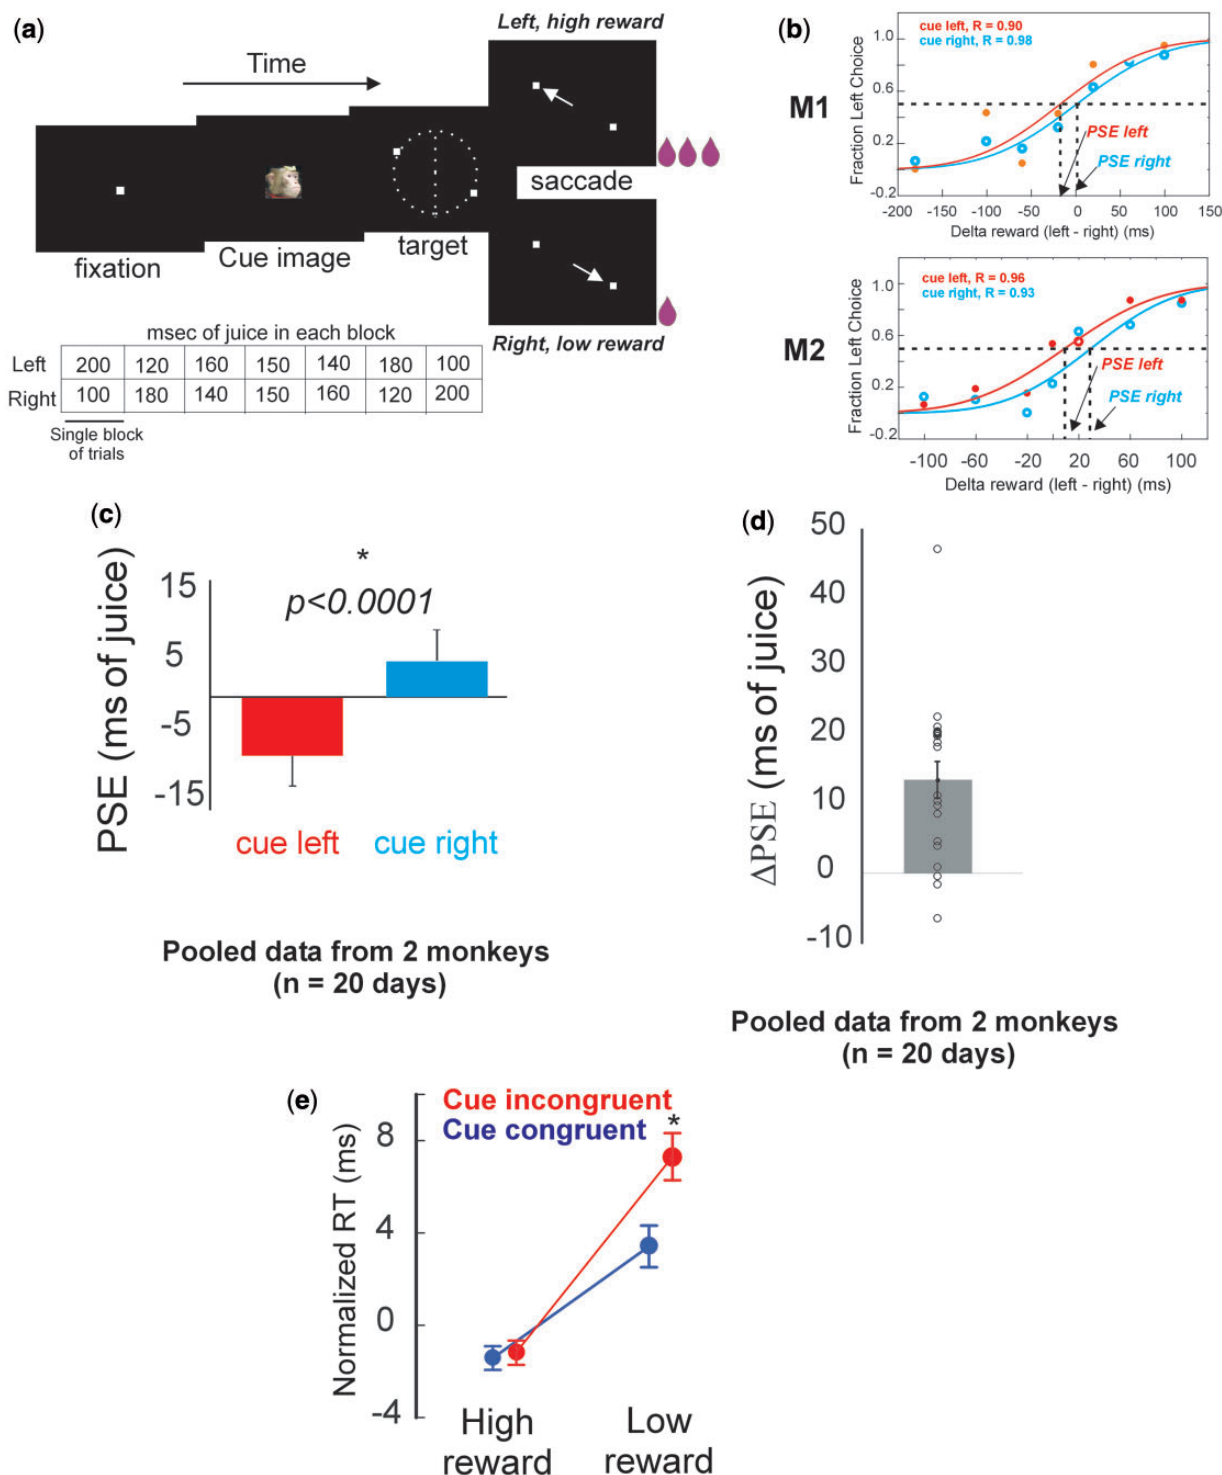 (a)
Left, high reward
Time
saccade
fixation
Cue image
target
Right, low reward
msec of juice in each block
Left 200 120 160 150 140 180 100
Right 100 180 140 150 160 120 200
Single block
of trials
(b)
M1
cue left, R = 0.90
cue right, R = 0.98
Fraction Left Choice
1.0
0.6
0.2
-0.2
PSE left
PSE right
-200 -150 -100 -50 0 50 100 150
Delta reward (left - right) (ms)
M2
cue left, R = 0.96
cue right, R = 0.93
Fraction Left Choice
1.0
0.6
0.2
-0.2
PSE left
PSE right
-100 -60 -20 20 60 100
Delta reward (left - right) (ms)
(c)
PSE (ms of juice)
15
5
-5
-15
*
p<0.0001
cue left cue right
Pooled data from 2 monkeys
(n = 20 days)
(d)
ΔPSE (ms of juice)
50
40
30
20
10
0
-10
Pooled data from 2 monkeys
(n = 20 days)
(e)
Cue incongruent
Cue congruent
*
Normalized RT (ms)
8
4
0
-4
High
reward
Low
reward